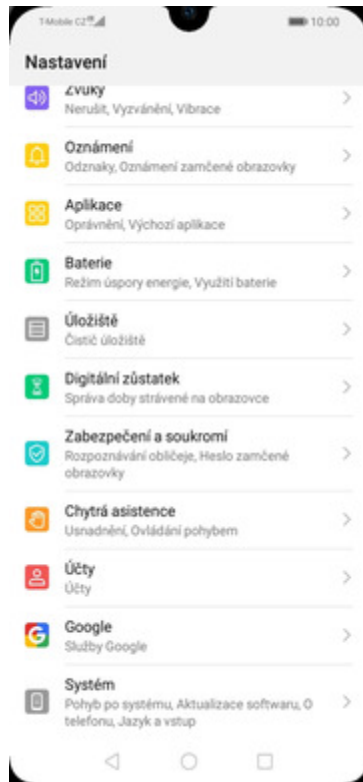 T-Mobile CZ
10:00
Nastavení
Zvuky
Nerušit, Vyzvánění, Vibrace
Oznámení
Odznaky, Oznámení zamčené obrazovky
Aplikace
Oprávnění, Výchozí aplikace
Baterie
Režim úspory energie, Využití baterie
Úložiště
Čistič úložiště
Digitální zůstatek
Správa doby strávené na obrazovce
Zabezpečení a soukromí
Rozpoznávání obličeje, Heslo zamčené
obrazovky
Chytrá asistence
Usnadnění, Ovládání pohybem
Účty
Účty
Google
Služby Google
Systém
Pohyb po systému, Aktualizace softwaru, O
telefonu, Jazyk a vstup